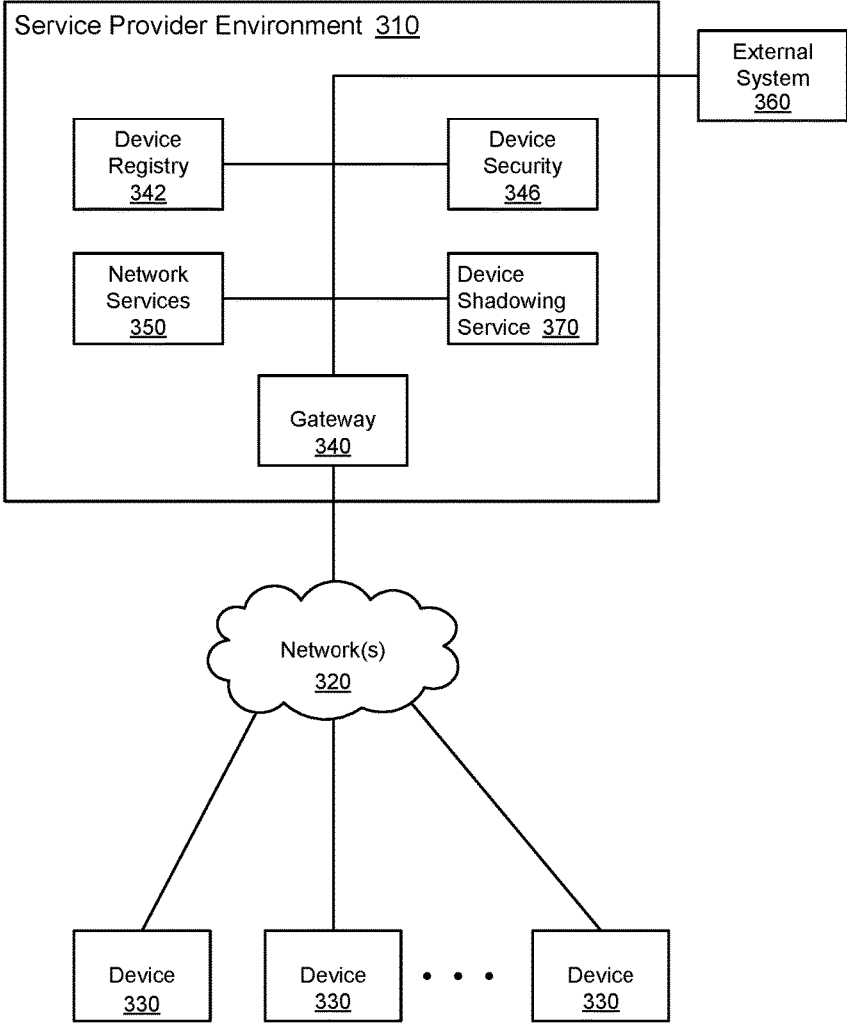 Service Provider Environment 310
External
System
360
Device
Registry
342
Device
Security
346
Network
Services
350
Device
Shadowing
Service 370
Gateway
340
Network(s)
320
Device
330
Device
330
Device
330